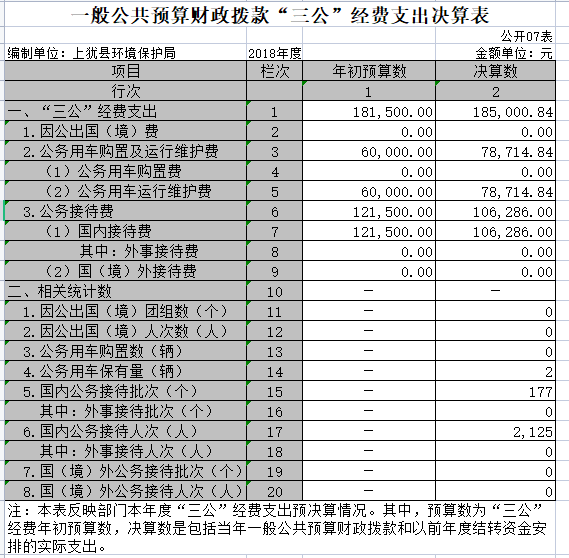 一般公共预算财政拨款“三公”经费支出决算表
公开07表
编制单位：上犹县环境保护局 2018年度 金额单位：元
项目 栏次 年初预算数 决算数
行次 1 2
一、“三公”经费支出 1 181,500.00 185,000.84
1.因公出国（境）费 2 0.00 0.00
2.公务用车购置及运行维护费 3 60,000.00 78,714.84
（1）公务用车购置费 4 0.00 0.00
（2）公务用车运行维护费 5 60,000.00 78,714.84
3.公务接待费 6 121,500.00 106,286.00
（1）国内接待费 7 121,500.00 106,286.00
其中：外事接待费 8 0.00 0.00
（2）国（境）外接待费 9 0.00 0.00
二、相关统计数 10 — —
1.因公出国（境）团组数（个） 11 — 0
2.因公出国（境）人次数（人） 12 — 0
3.公务用车购置数（辆） 13 — 0
4.公务用车保有量（辆） 14 — 2
5.国内公务接待批次（个） 15 — 177
其中：外事接待批次（个） 16 — 0
6.国内公务接待人次（人） 17 — 2,125
其中：外事接待人次（人） 18 — 0
7.国（境）外公务接待批次（个） 19 — 0
8.国（境）外公务接待人次（人） 20 — 0
注：本表反映部门本年度“三公”经费支出预决算情况。其中，预算数为“三公”
经费年初预算数，决算数是包括当年一般公共预算财政拨款和以前年度结转资金安
排的实际支出。